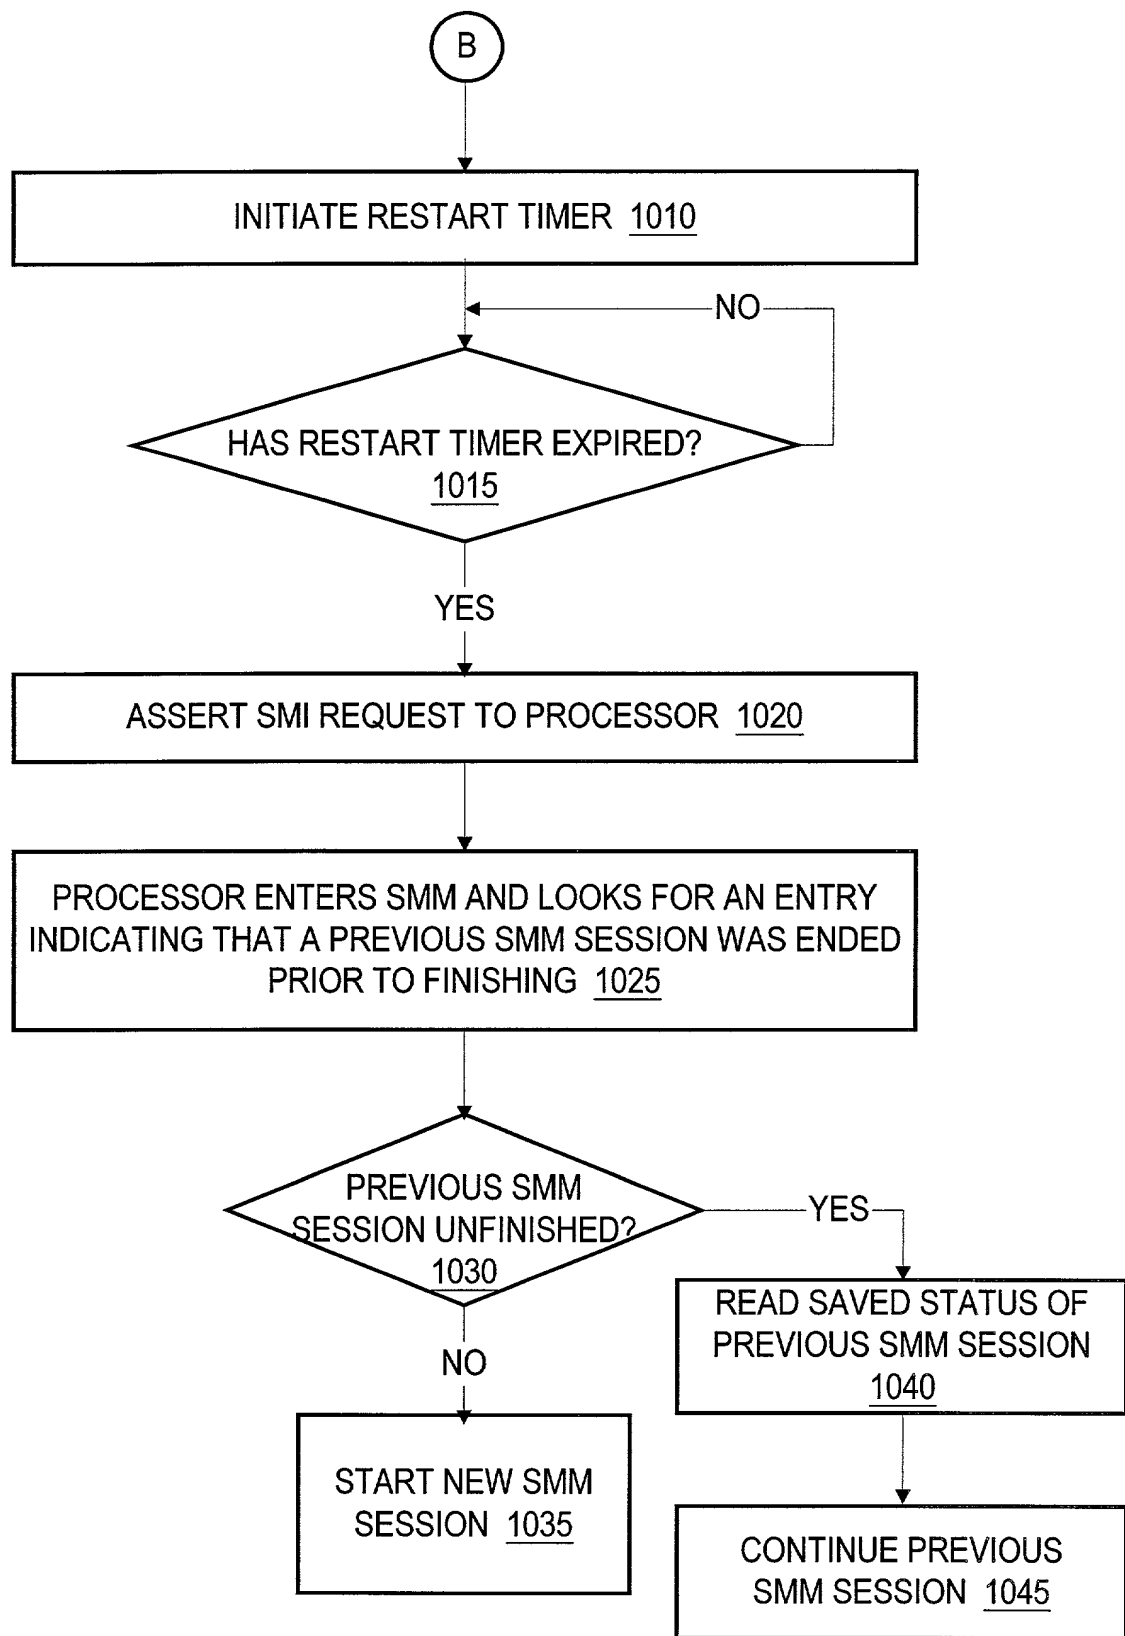 B
INITIATE RESTART TIMER 1010
NO
HAS RESTART TIMER EXPIRED?
1015
YES
ASSERT SMI REQUEST TO PROCESSOR 1020
PROCESSOR ENTERS SMM AND LOOKS FOR AN ENTRY
INDICATING THAT A PREVIOUS SMM SESSION WAS ENDED
PRIOR TO FINISHING 1025
PREVIOUS SMM
SESSION UNFINISHED?
1030
YES
NO
READ SAVED STATUS OF
PREVIOUS SMM SESSION
1040
START NEW SMM
SESSION 1035
CONTINUE PREVIOUS
SMM SESSION 1045